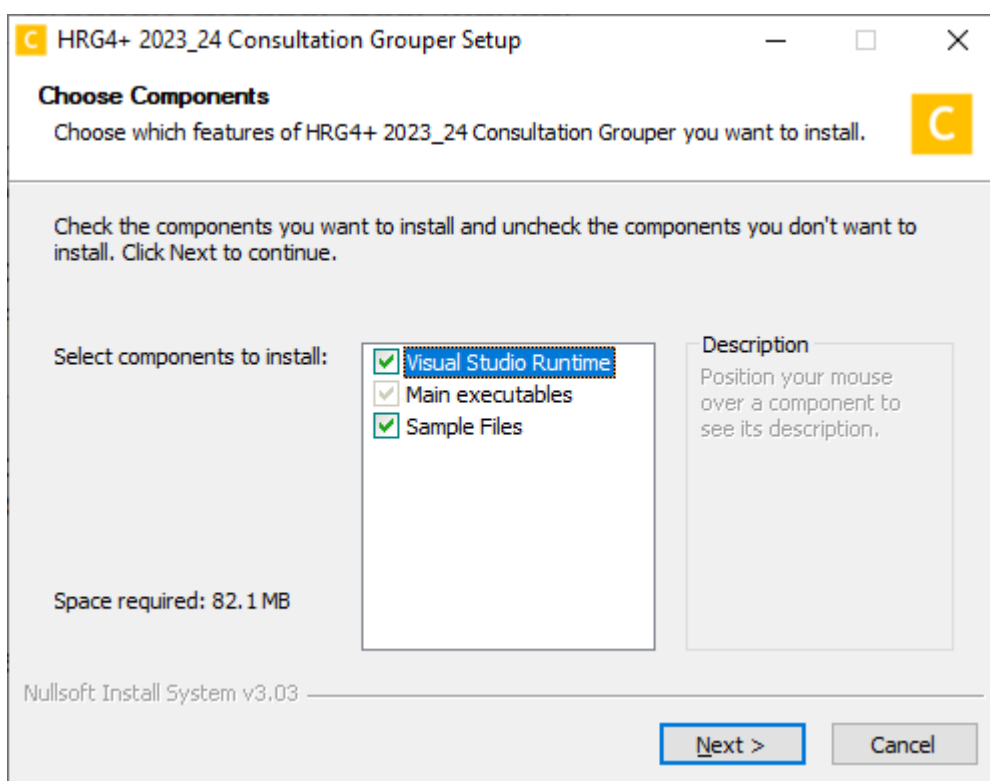 C HRG4+ 2023_24 Consultation Grouper Setup
Choose Components
Choose which features of HRG4+ 2023_24 Consultation Grouper you want to install.
C
Check the components you want to install and uncheck the components you don't want to
install. Click Next to continue.
Select components to install:
Visual Studio Runtime
Main executables
Sample Files
Description
Position your mouse
over a component to
see its description.
Space required: 82.1 MB
Nullsoft Install System v3.03
Next >
Cancel